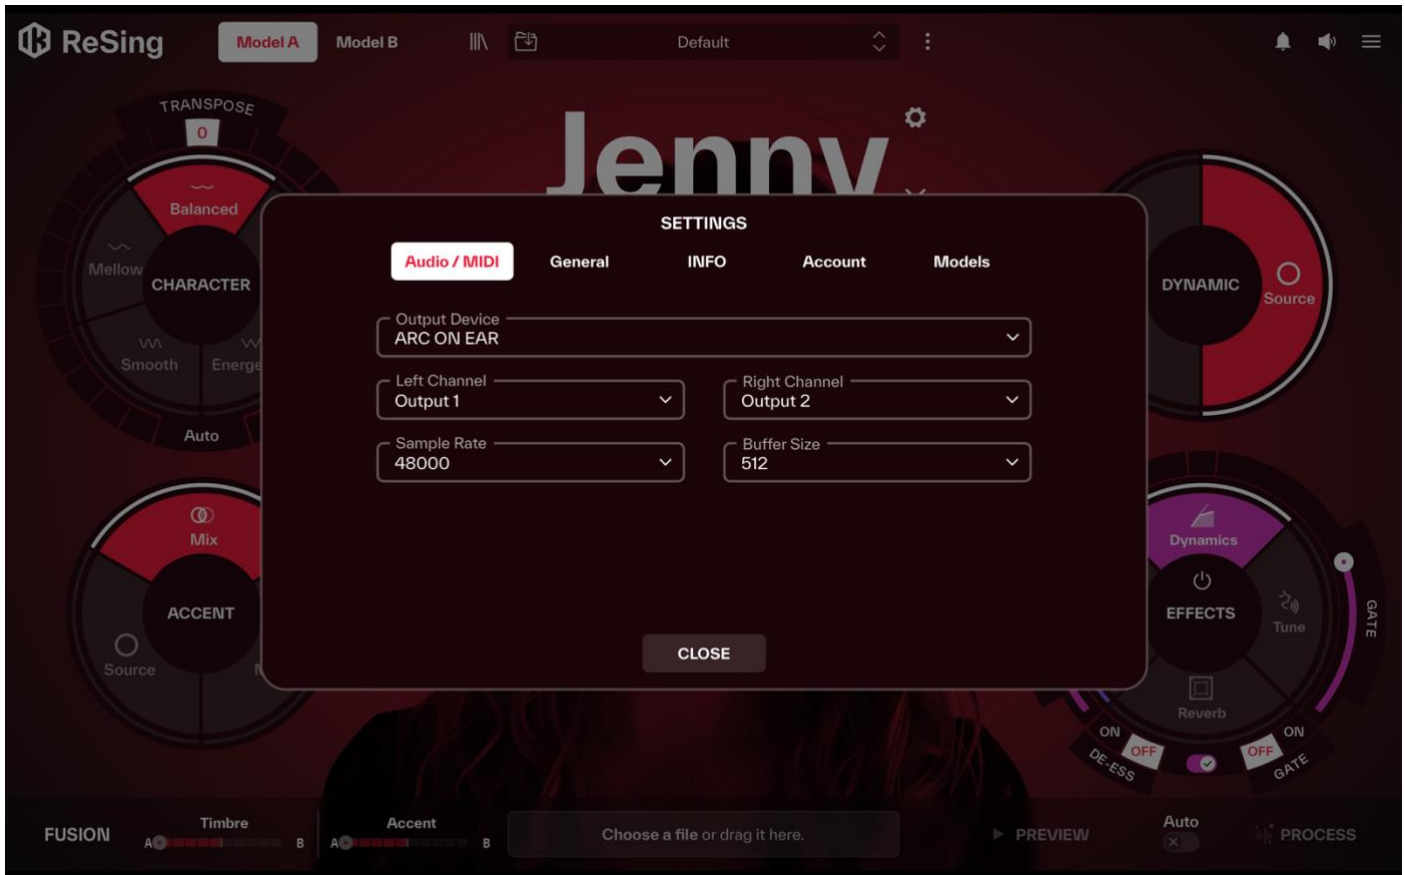 ReSing
Model A
Model B
Default
TRANSPOSE
0
Jenny
Balanced
Mellow
CHARACTER
Smooth
Auto
SETTINGS
Audio / MIDI
General
INFO
Account
Models
Output Device
ARC ON EAR
Left Channel
Output 1
Right Channel
Output 2
Sample Rate
48000
Buffer Size
512
CLOSE
DYNAMIC
Source
Mix
ACCENT
Source
Dynamics
EFFECTS
Tune
Reverb
GATE
ON
OFF
DE-ESS
ON
OFF
GATE
FUSION
Timbre
A
B
Accent
A
B
Choose a file or drag it here.
PREVIEW
Auto
PROCESS